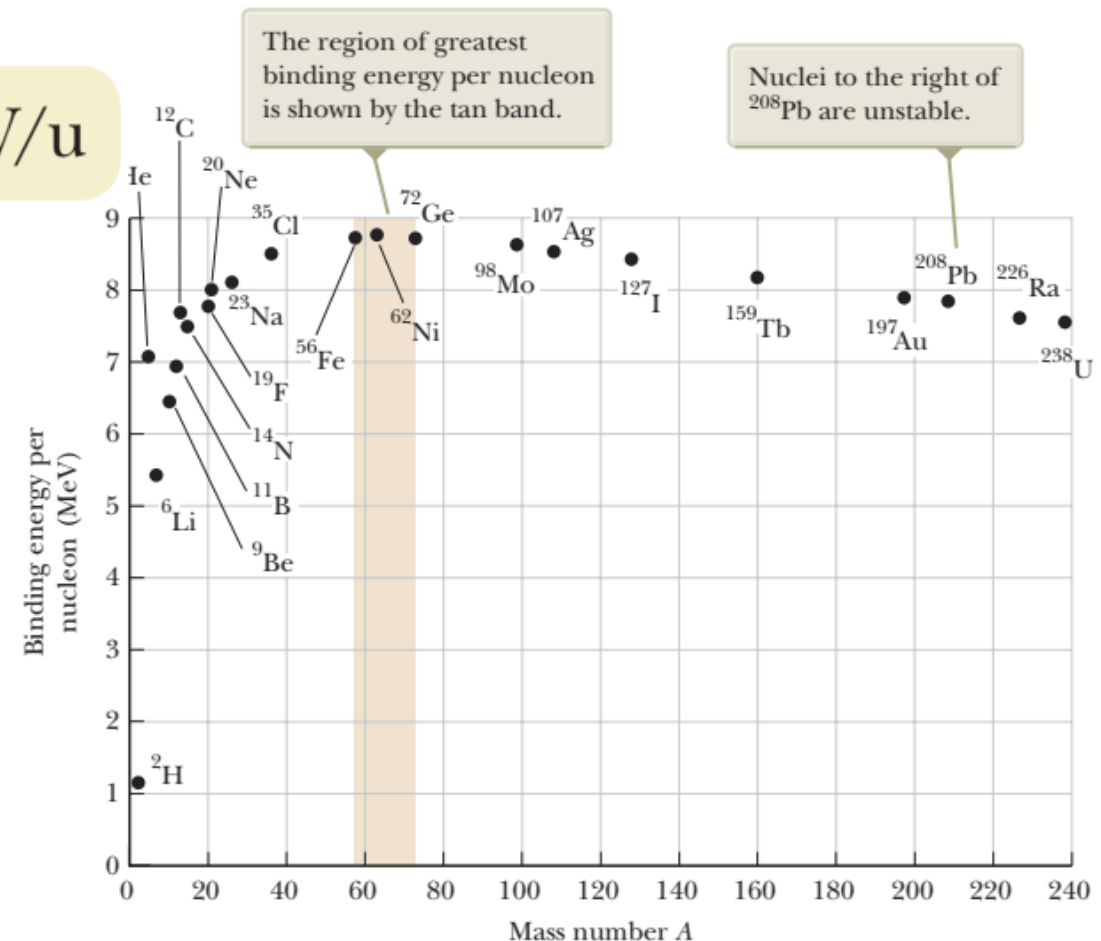 The region of greatest
binding energy per nucleon
is shown by the tan band.
Nuclei to the right of
²⁰⁸Pb are unstable.
/u
¹²C
He
²⁰Ne
³⁵Cl
⁷²Ge
¹⁰⁷Ag
⁹⁸Mo
²³Na
⁶²Ni
⁵⁶Fe
¹⁹F
¹⁴N
¹¹B
⁶Li
⁹Be
²H
¹²⁷I
¹⁵⁹Tb
²⁰⁸Pb
²²⁶Ra
¹⁹⁷Au
²³⁸U
Binding energy per
nucleon (MeV)
9
8
7
6
5
4
3
2
1
0
0 20 40 60 80 100 120 140 160 180 200 220 240
Mass number A